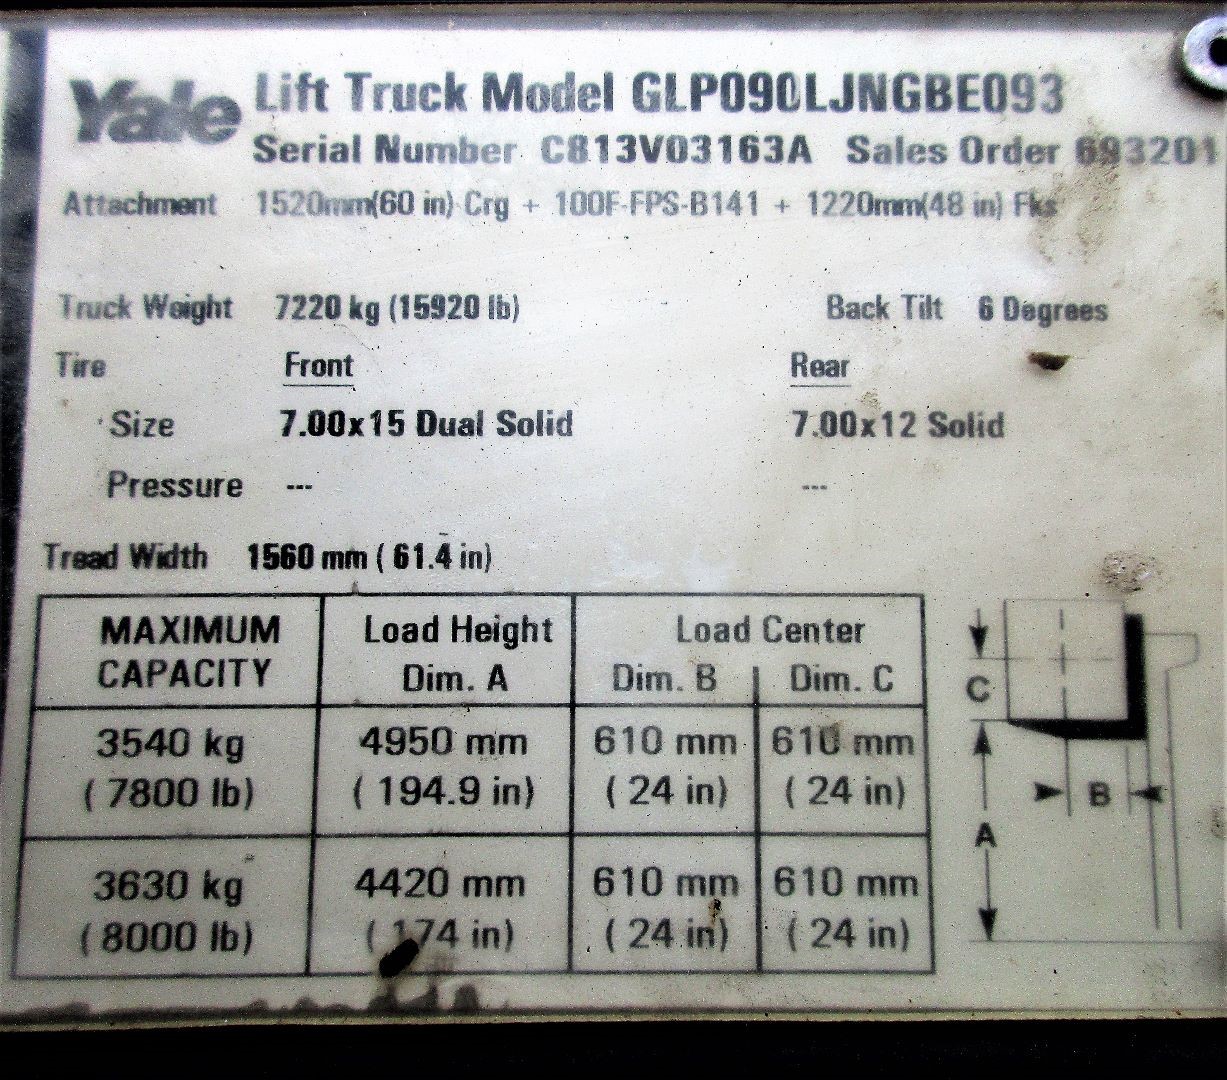 Yale Lift Truck Model GLP090LJNGBE093
Serial Number C813V03163A Sales Order 693201
Attachment 1520mm(60 in) Crg + 100F-FPS-B141 + 1220mm(48 in) Fks
Truck Weight 7220 kg (15920 lb) Back Tilt 6 Degrees
Tire Front Rear
Size 7.00x15 Dual Solid 7.00x12 Solid
Pressure --- ---
Tread Width 1560 mm ( 61.4 in)
MAXIMUM CAPACITY Load Height Dim. A Load Center Dim. B Dim. C
3540 kg 4950 mm 610 mm 610 mm
( 7800 lb) ( 194.9 in) ( 24 in) ( 24 in)
3630 kg 4420 mm 610 mm 610 mm
( 8000 lb) ( 174 in) ( 24 in) ( 24 in)
C
B
A